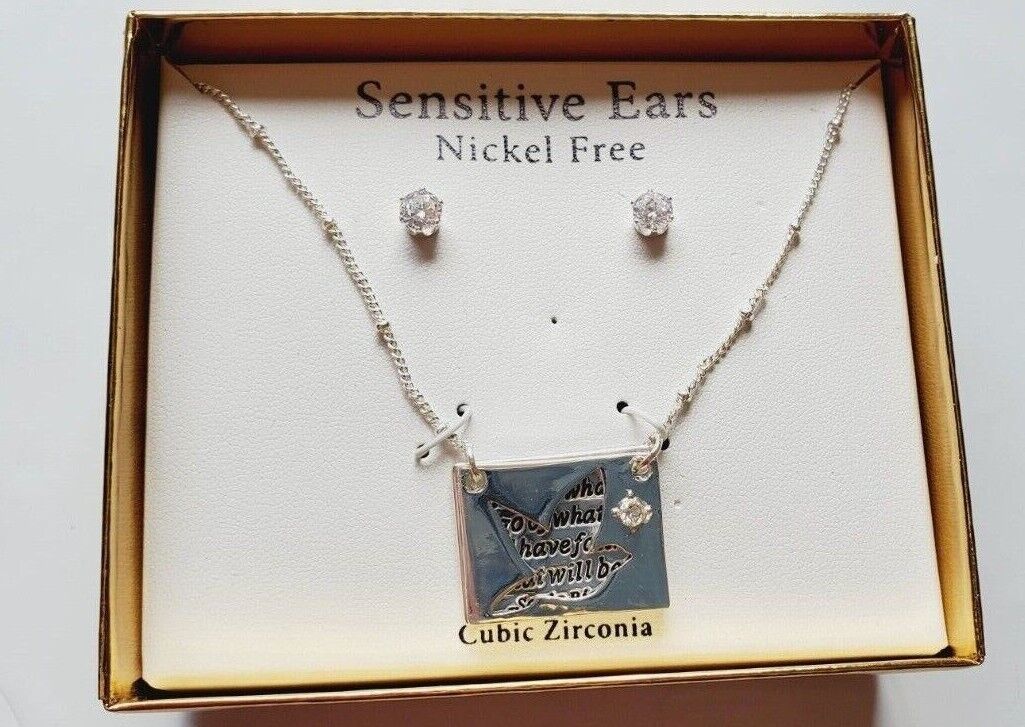 Sensitive Ears
Nickel Free
what
have
will be
Cubic Zirconia